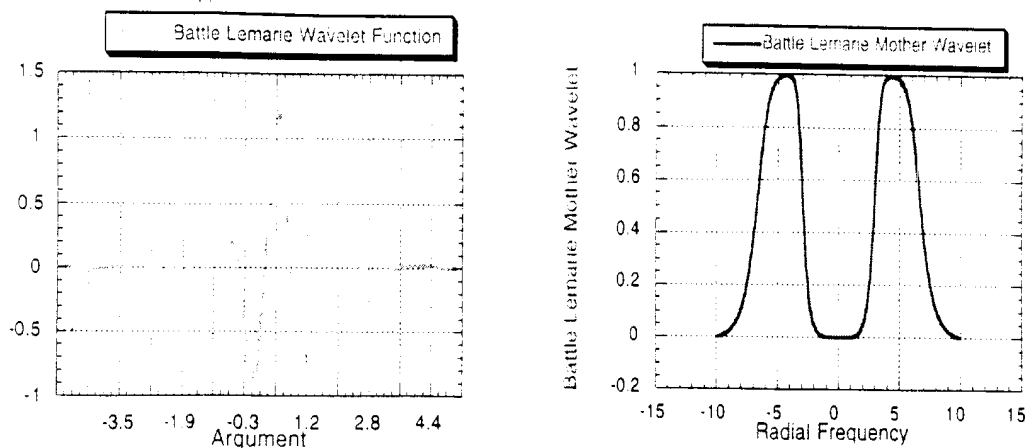 Battle Lemarie Wavelet Function
1.5
1
0.5
0
-0.5
-1
-3.5 -1.9 -0.3 1.2 2.8 4.4
Argument
Battle Lemarie Mother Wavelet
Battle Lemarie Mother Wavelet
1
0.8
0.6
0.4
0.2
0
-0.2
-15 -10 -5 0 5 10 15
Radial Frequency